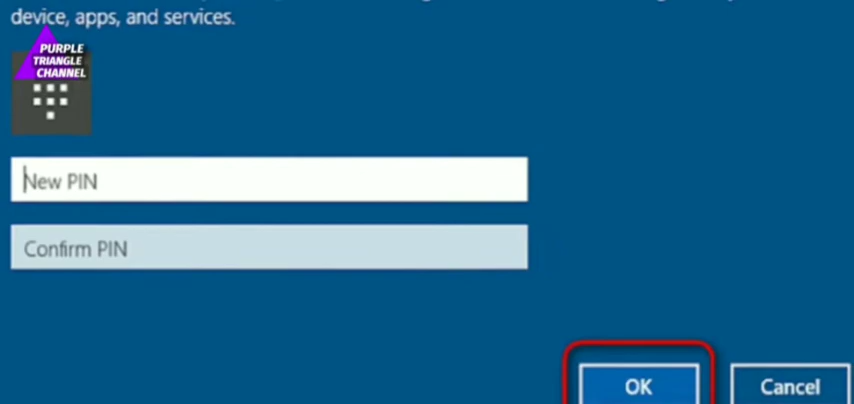 device, apps, and services.
PURPLE
TRIANGLE
CHANNEL
New PIN
Confirm PIN
OK
Cancel